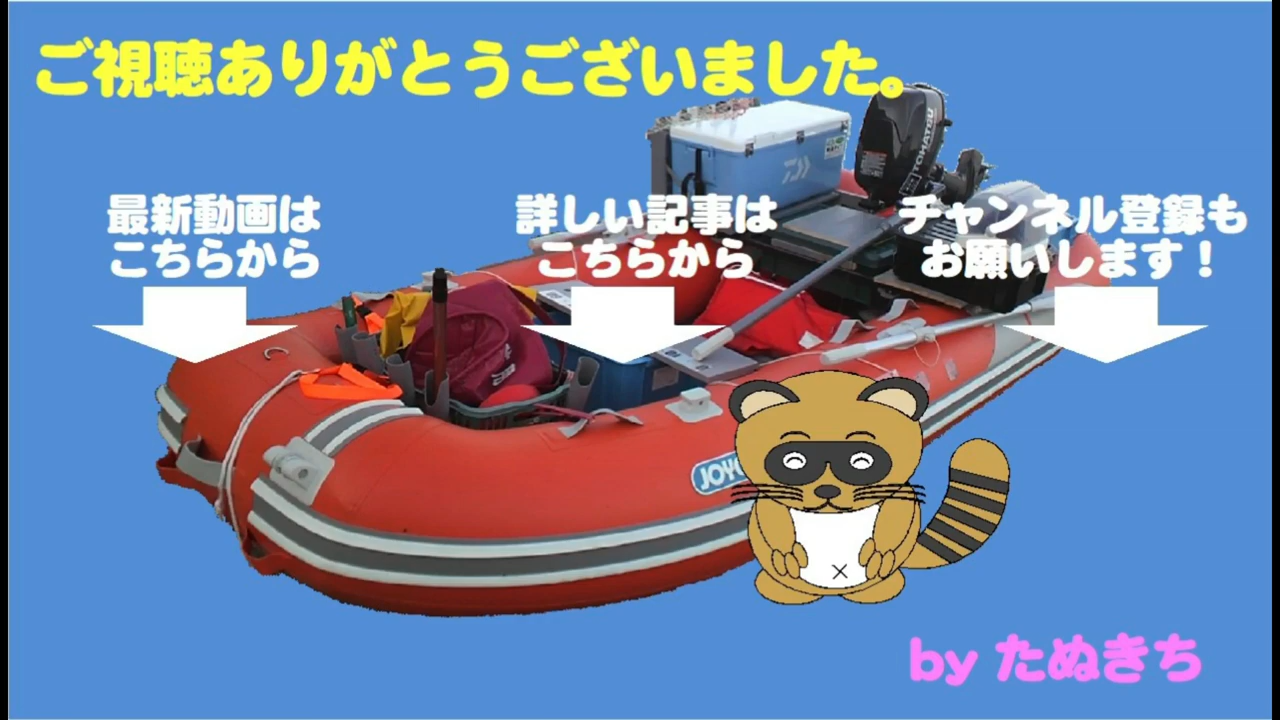 ご視聴ありがとうございました。
最新動画は
こちらから
詳しい記事は
こちらから
チャンネル登録も
お願いします！
TOHATSU
by たぬきち